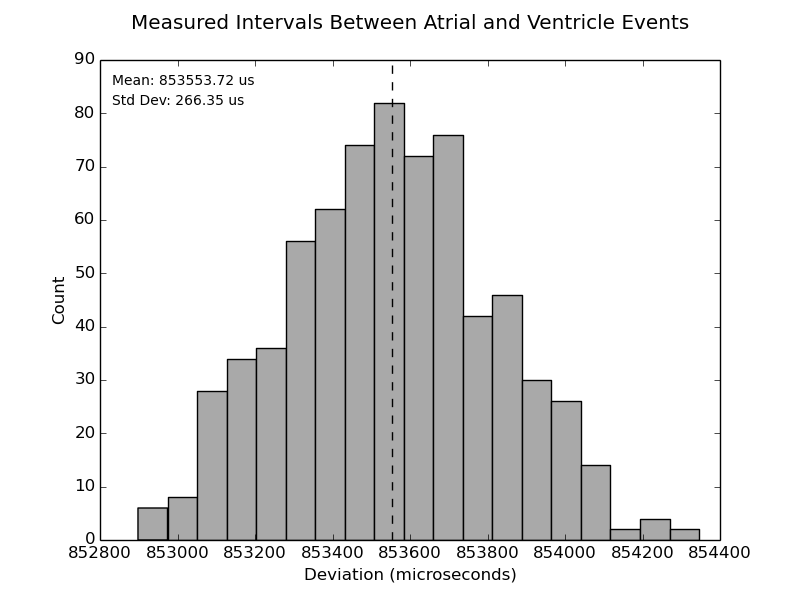 Measured Intervals Between Atrial and Ventricle Events
90
Mean: 853553.72 us
Std Dev: 266.35 us
80
70
60
50
40
30
20
10
0
Count
852800 853000 853200 853400 853600 853800 854000 854200 854400
Deviation (microseconds)